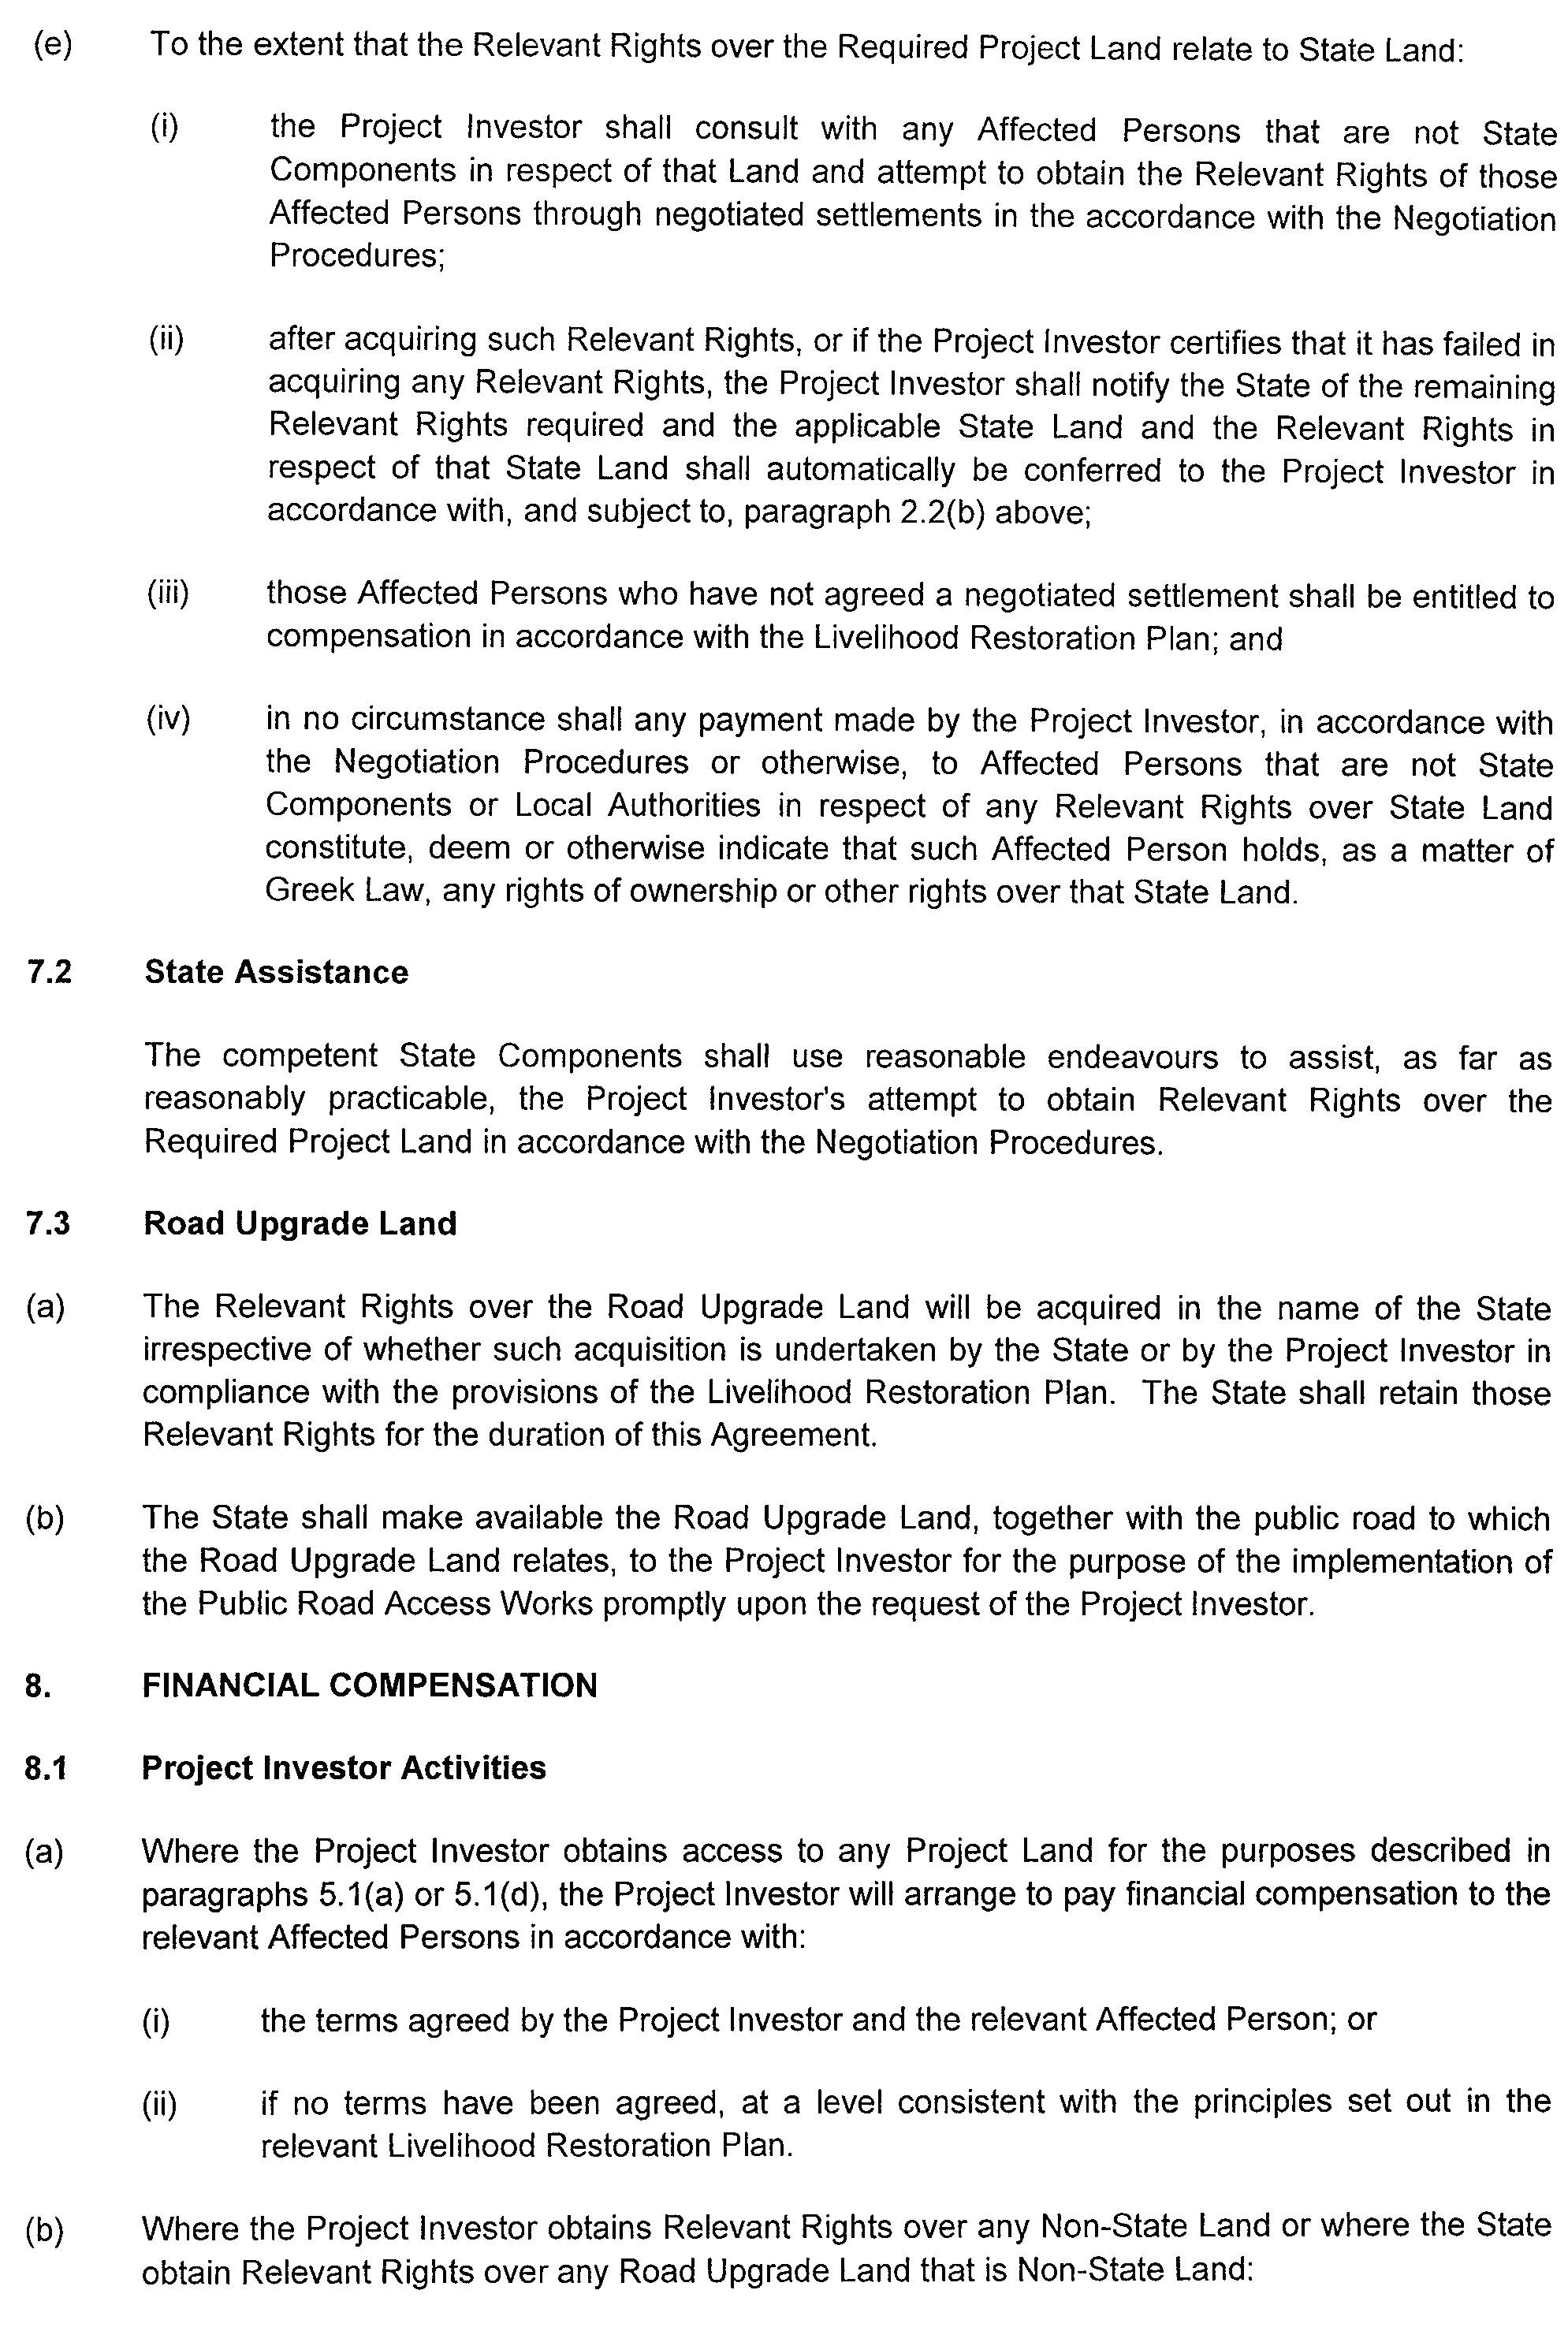 (e) To the extent that the Relevant Rights over the Required Project Land relate to State Land:
(i) the Project Investor shall consult with any Affected Persons that are not State
Components in respect of that Land and attempt to obtain the Relevant Rights of those
Affected Persons through negotiated settlements in the accordance with the Negotiation
Procedures;
(ii) after acquiring such Relevant Rights, or if the Project Investor certifies that it has failed in
acquiring any Relevant Rights, the Project Investor shall notify the State of the remaining
Relevant Rights required and the applicable State Land and the Relevant Rights in
respect of that State Land shall automatically be conferred to the Project Investor in
accordance with, and subject to, paragraph 2.2(b) above;
(iii) those Affected Persons who have not agreed a negotiated settlement shall be entitled to
compensation in accordance with the Livelihood Restoration Plan; and
(iv) in no circumstance shall any payment made by the Project Investor, in accordance with
the Negotiation Procedures or otherwise, to Affected Persons that are not State
Components or Local Authorities in respect of any Relevant Rights over State Land
constitute, deem or otherwise indicate that such Affected Person holds, as a matter of
Greek Law, any rights of ownership or other rights over that State Land.
7.2 State Assistance
The competent State Components shall use reasonable endeavours to assist, as far as
reasonably practicable, the Project Investor's attempt to obtain Relevant Rights over the
Required Project Land in accordance with the Negotiation Procedures.
7.3 Road Upgrade Land
(a) The Relevant Rights over the Road Upgrade Land will be acquired in the name of the State
irrespective of whether such acquisition is undertaken by the State or by the Project Investor in
compliance with the provisions of the Livelihood Restoration Plan. The State shall retain those
Relevant Rights for the duration of this Agreement.
(b) The State shall make available the Road Upgrade Land, together with the public road to which
the Road Upgrade Land relates, to the Project Investor for the purpose of the implementation of
the Public Road Access Works promptly upon the request of the Project Investor.
8. FINANCIAL COMPENSATION
8.1 Project Investor Activities
(a) Where the Project Investor obtains access to any Project Land for the purposes described in
paragraphs 5.1(a) or 5.1(d), the Project Investor will arrange to pay financial compensation to the
relevant Affected Persons in accordance with:
(i) the terms agreed by the Project Investor and the relevant Affected Person; or
(ii) if no terms have been agreed, at a level consistent with the principles set out in the
relevant Livelihood Restoration Plan.
(b) Where the Project Investor obtains Relevant Rights over any Non-State Land or where the State
obtain Relevant Rights over any Road Upgrade Land that is Non-State Land: